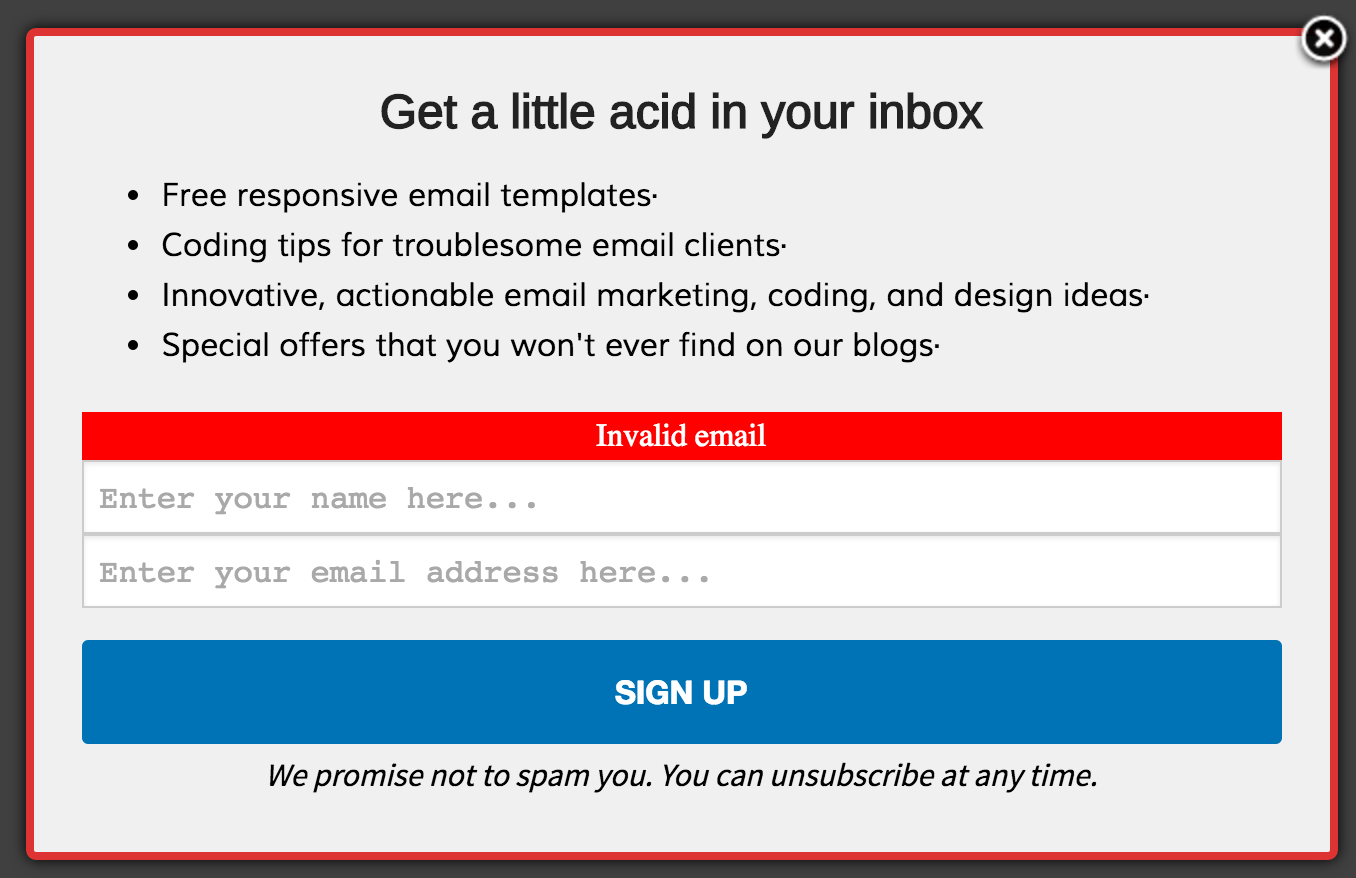 Get a little acid in your inbox
• Free responsive email templates·
• Coding tips for troublesome email clients·
• Innovative, actionable email marketing, coding, and design ideas·
• Special offers that you won't ever find on our blogs·
Invalid email
Enter your name here...
Enter your email address here...
SIGN UP
We promise not to spam you. You can unsubscribe at any time.